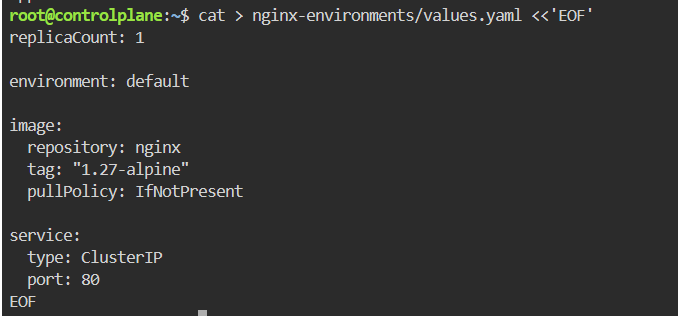 root@controlplane:~$ cat > nginx-environments/values.yaml <<'EOF'
replicaCount: 1

environment: default

image:
  repository: nginx
  tag: "1.27-alpine"
  pullPolicy: IfNotPresent

service:
  type: ClusterIP
  port: 80
EOF